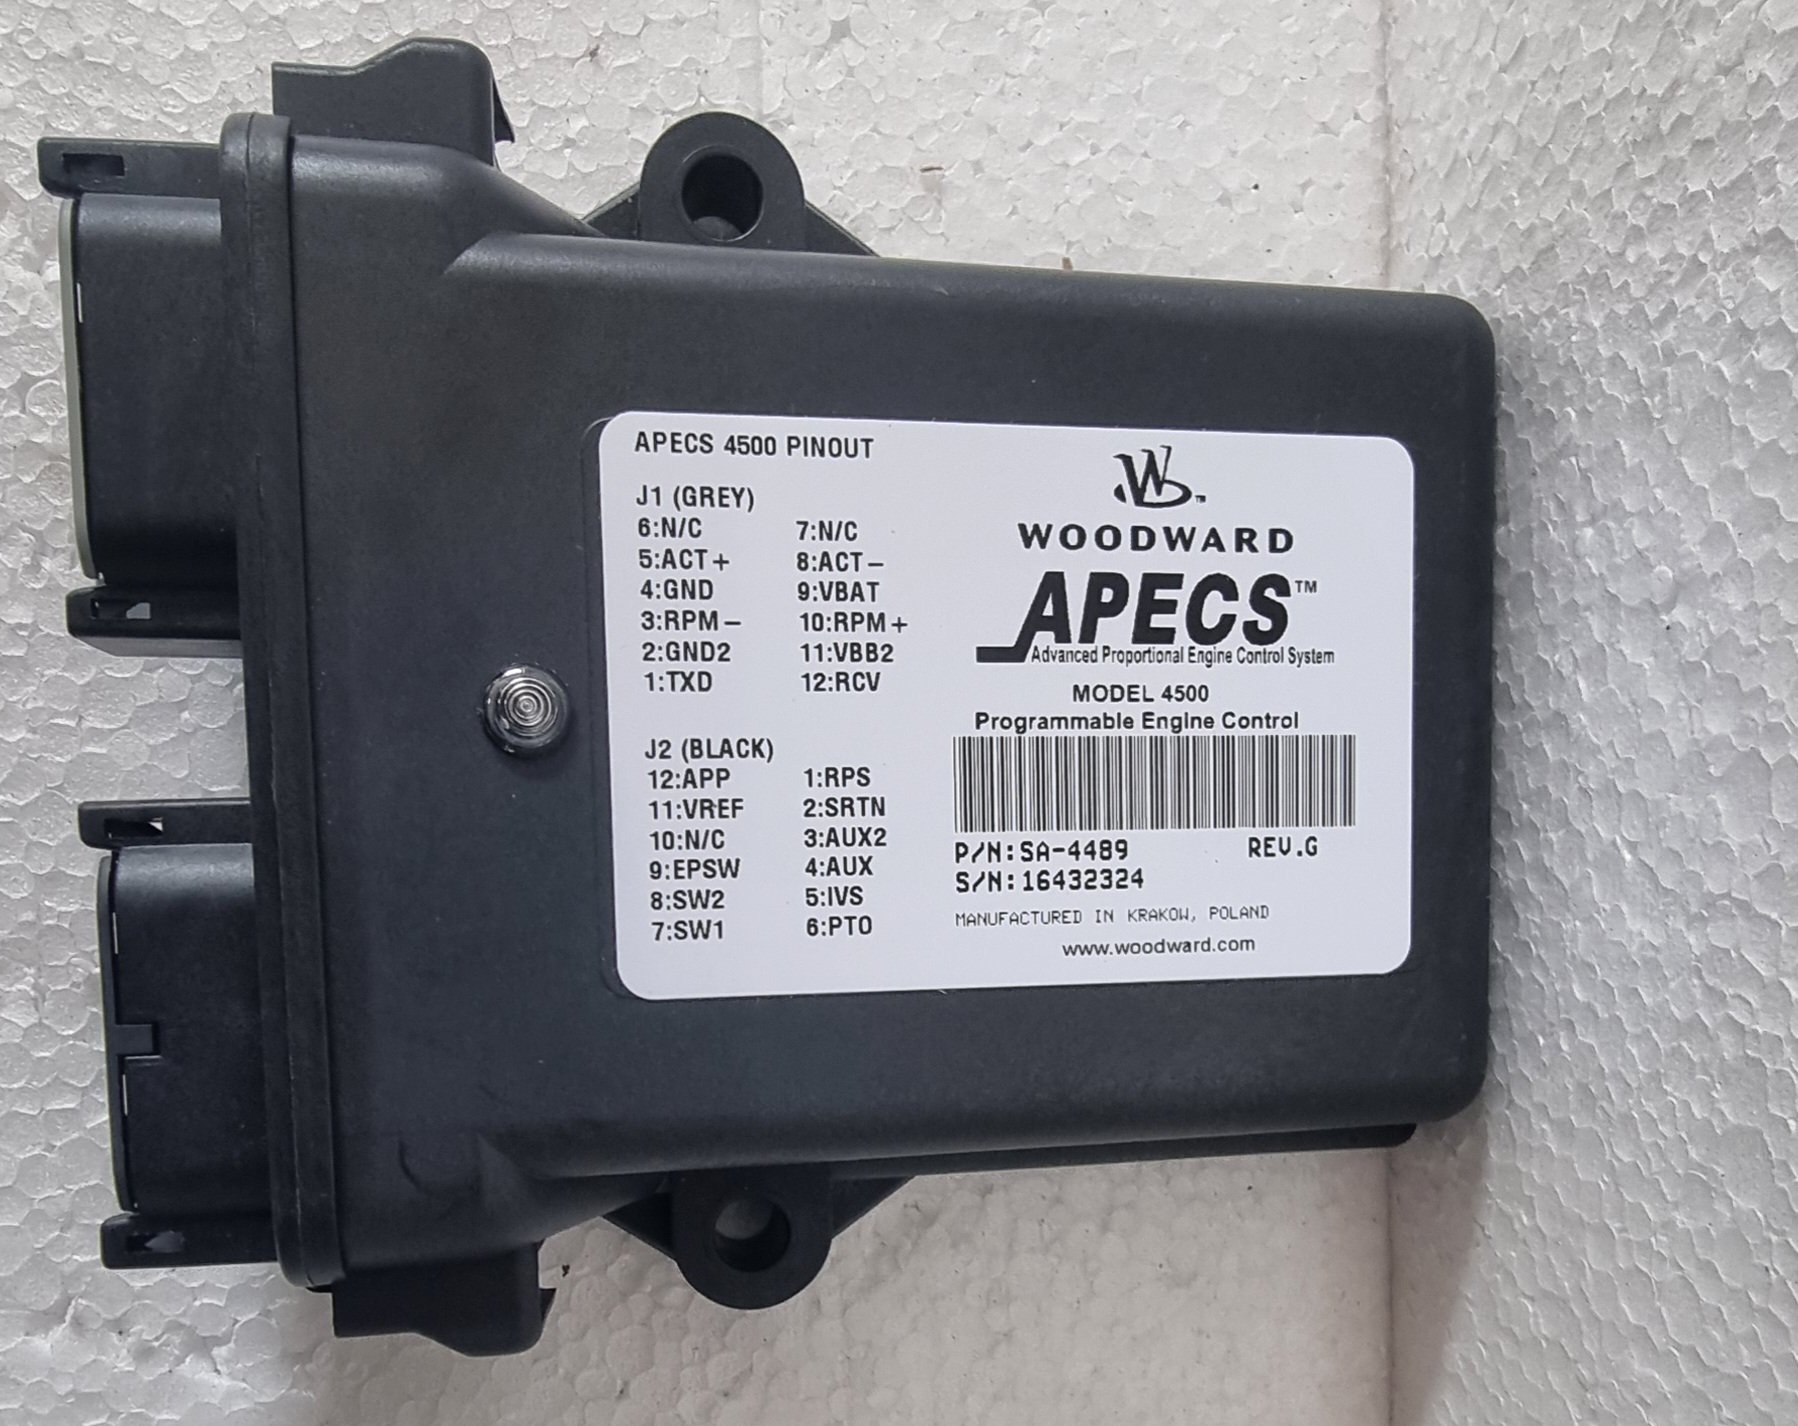 APECS 4500 PINOUT
J1 (GREY)
6:N/C 7:N/C
5:ACT+ 8:ACT-
4:GND 9:VBAT
3:RPM- 10:RPM+
2:GND2 11:VBB2
1:TXD 12:RCV
J2 (BLACK)
12:APP 1:RPS
11:VREF 2:SRTN
10:N/C 3:AUX2
9:EPSW 4:AUX
8:SW2 5:IVS
7:SW1 6:PTO
W™
WOODWARD
APECS™
Advanced Proportional Engine Control System
MODEL 4500
Programmable Engine Control
P/N:SA-4489 REV.G
S/N:16432324
MANUFACTURED IN KRAKOW, POLAND
www.woodward.com